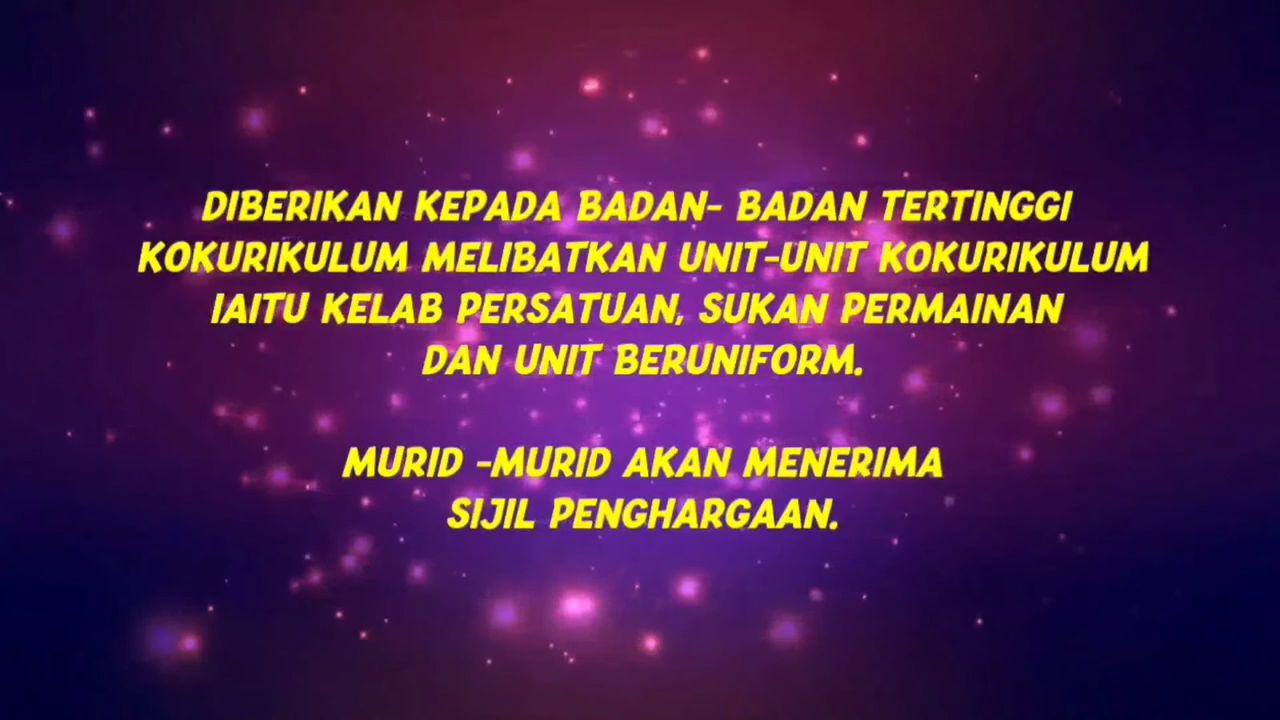 DIBERIKAN KEPADA BADAN- BADAN TERTINGGI
KOKURIKULUM MELIBATKAN UNIT-UNIT KOKURIKULUM
IAITU KELAB PERSATUAN, SUKAN PERMAINAN
DAN UNIT BERUNIFORM.
MURID -MURID AKAN MENERIMA
SIJIL PENGHARGAAN.